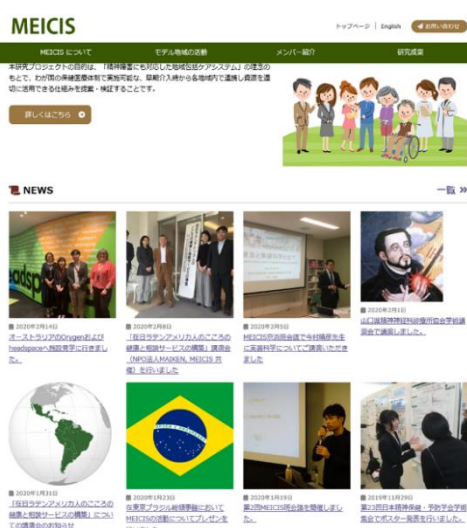 MEICIS
トップページ | English お問い合わせ
MEICIS について モデル地域の活動 メンバー紹介 研究成果
本研究プロジェクトの目的は、「精神障害にも対応した地域包括ケアシステム」の理念の
もとで、わが国の保健医療体制で実施可能な、早期介入時から各地域内で連携し資源を適
切に活用できる仕組みを提案・検証することです。
詳しくはこちら
NEWS 一覧
2020年2月14日
オーストラリアのOrygenおよび
headspaceへ施設見学に行きまし
た。
2020年2月8日
「在日ラテンアメリカ人のこころの
健康と相談サービスの構築」講演会
(NPO法人MAIKEN, MEICIS 共
催) を行いました
2020年2月5日
MEICIS班会議で今村晴彦先生
に実装科学についてご講演いただき
ました
2020年2月1日
山口県精神神経科診療所協会学術講
演会で講演しました。
2020年1月31日
「在日ラテンアメリカ人のこころの
健康と相談サービスの構築」につい
ての講演会のお知らせ
2020年1月23日
在東京ブラジル総領事館において
MEICISの活動についてプレゼンを
2020年1月19日
第2回MEICIS班会議を開催しまし
た。
2019年11月29日
第23回日本精神保健・予防学会学術
集会でポスター発表を行いました。